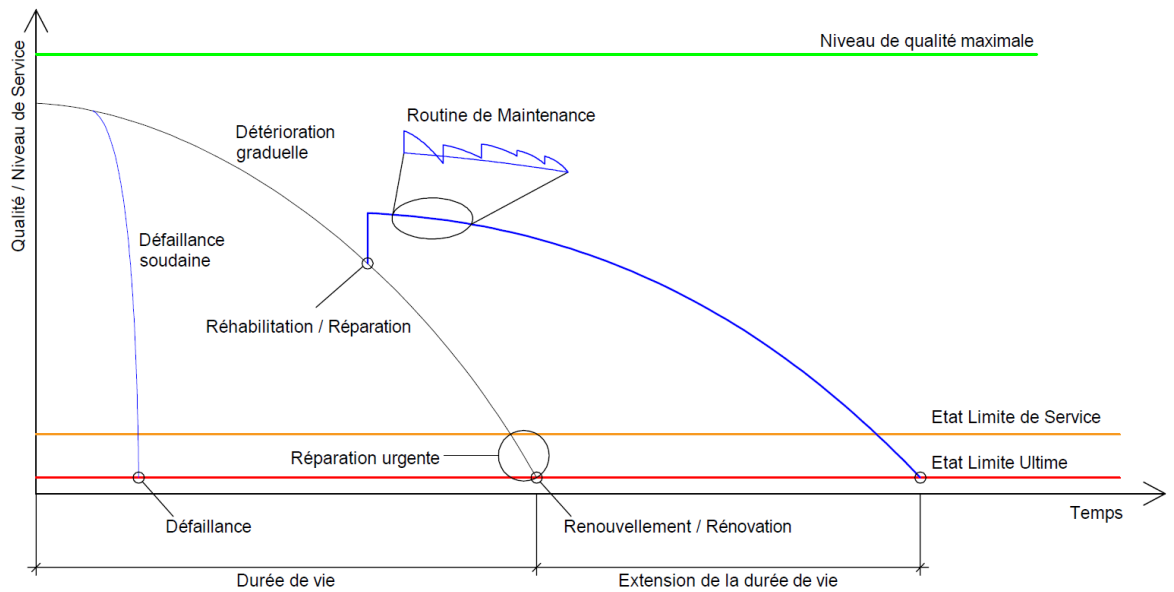 Niveau de qualité maximale
Qualité / Niveau de Service
Routine de Maintenance
Détérioration
graduelle
Défaillance
soudaine
Réhabilitation / Réparation
Etat Limite de Service
Réparation urgente
Etat Limite Ultime
Temps
Défaillance
Renouvellement / Rénovation
Durée de vie
Extension de la durée de vie